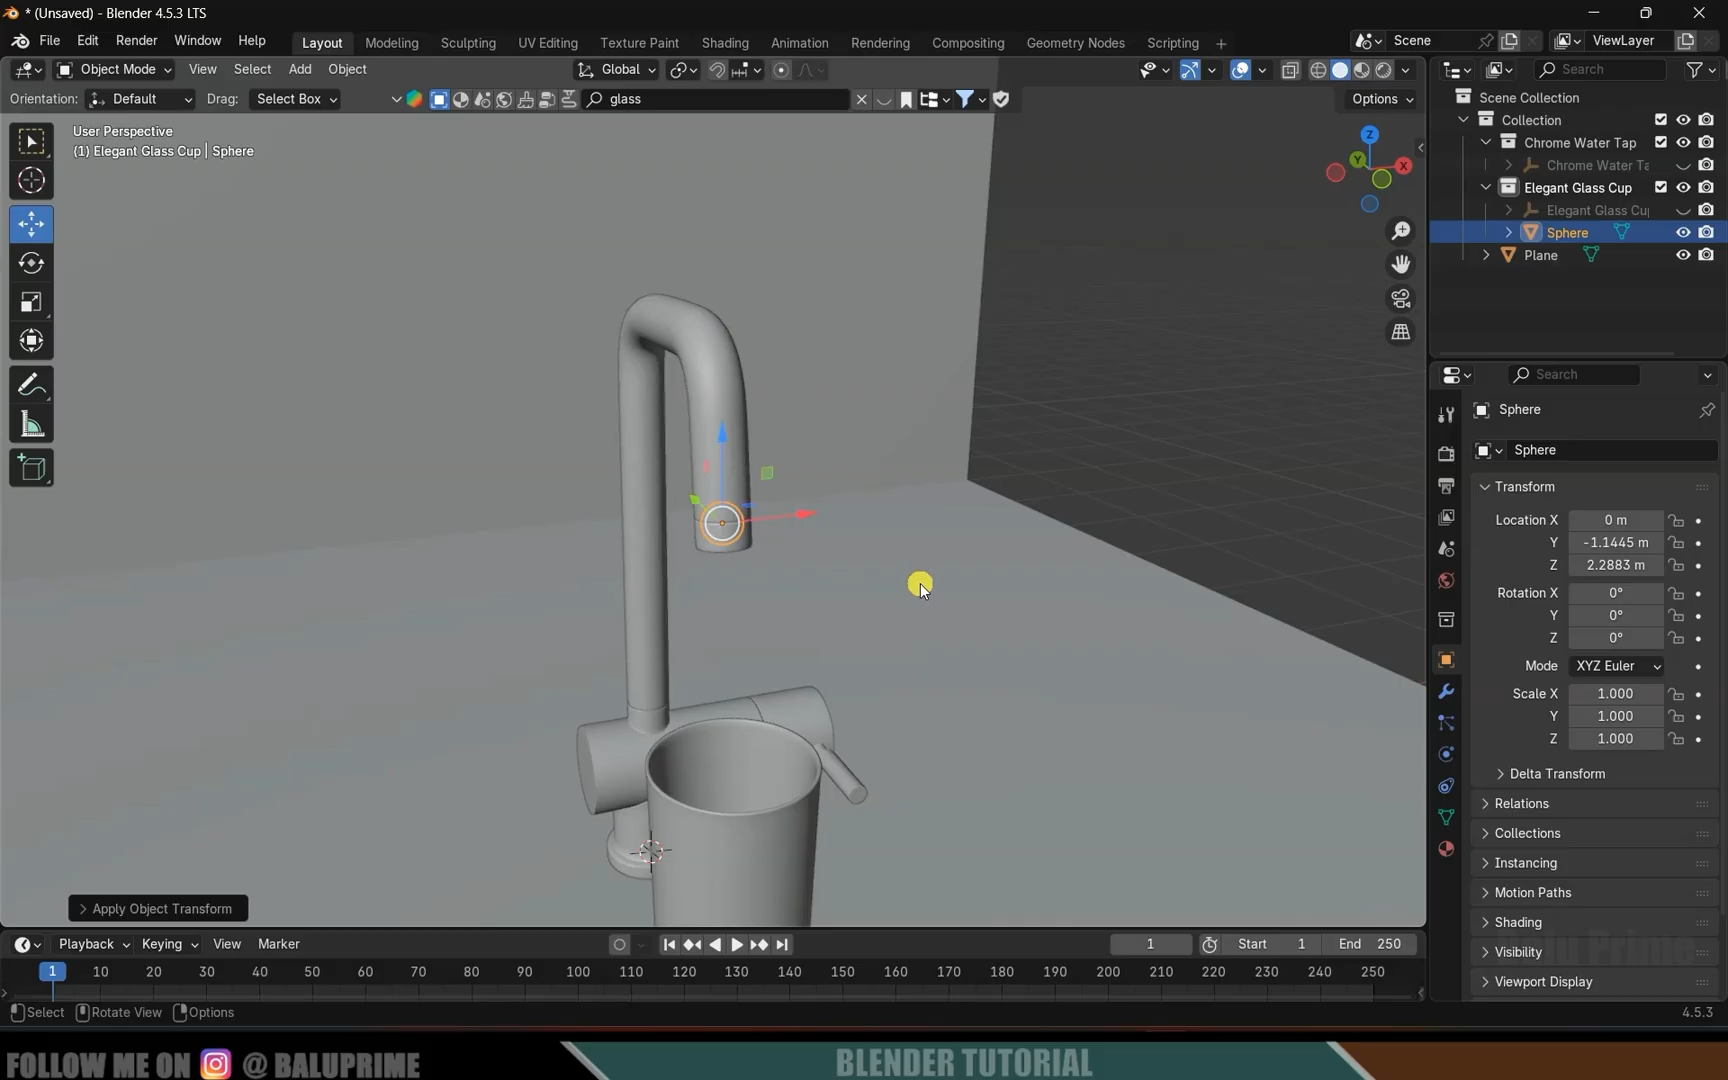 * (Unsaved) - Blender 4.5.3 LTS
File Edit Render Window Help Layout Modeling Sculpting UV Editing Texture Paint Shading Animation Rendering Compositing Geometry Nodes Scripting + Scene ViewLayer
Object Mode View Select Add Object Global Search
Orientation: Default Drag: Select Box glass Options
Scene Collection
Collection
Chrome Water Tap
Chrome Water Ta
Elegant Glass Cup
Elegant Glass Cu
Sphere
Plane
User Perspective
(1) Elegant Glass Cup | Sphere
Z
Y
X
Search
Sphere
Sphere
Transform
Location X 0 m
Y -1.1445 m
Z 2.2883 m
Rotation X 0°
Y 0°
Z 0°
Mode XYZ Euler
Scale X 1.000
Y 1.000
Z 1.000
Delta Transform
Relations
Collections
Instancing
Motion Paths
Shading
Visibility
Viewport Display
Apply Object Transform
Playback Keying View Marker 1 Start 1 End 250
1 10 20 30 40 50 60 70 80 90 100 110 120 130 140 150 160 170 180 190 200 210 220 230 240 250
Select Rotate View Options 4.5.3
FOLLOW ME ON @ BALUPRIME BLENDER TUTORIAL